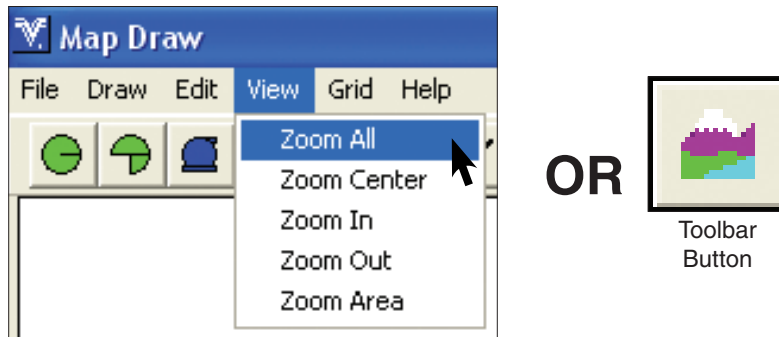 Map Draw
File Draw Edit View Grid Help
Zoom All
Zoom Center
Zoom In
Zoom Out
Zoom Area
OR
Toolbar
Button